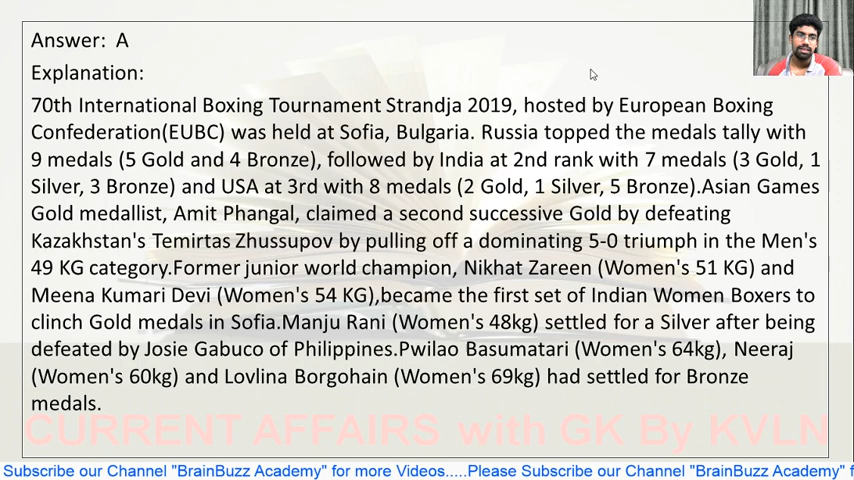 Answer:  A
Explanation:
70th International Boxing Tournament Strandja 2019, hosted by European Boxing
Confederation(EUBC) was held at Sofia, Bulgaria. Russia topped the medals tally with
9 medals (5 Gold and 4 Bronze), followed by India at 2nd rank with 7 medals (3 Gold, 1
Silver, 3 Bronze) and USA at 3rd with 8 medals (2 Gold, 1 Silver, 5 Bronze).Asian Games
Gold medallist, Amit Phangal, claimed a second successive Gold by defeating
Kazakhstan's Temirtas Zhussupov by pulling off a dominating 5-0 triumph in the Men's
49 KG category.Former junior world champion, Nikhat Zareen (Women's 51 KG) and
Meena Kumari Devi (Women's 54 KG),became the first set of Indian Women Boxers to
clinch Gold medals in Sofia.Manju Rani (Women's 48kg) settled for a Silver after being
defeated by Josie Gabuco of Philippines.Pwilao Basumatari (Women's 64kg), Neeraj
(Women's 60kg) and Lovlina Borgohain (Women's 69kg) had settled for Bronze
medals.
CURRENT AFFAIRS with GK By KVLN
Subscribe our Channel "BrainBuzz Academy" for more Videos.....Please Subscribe our Channel "BrainBuzz Academy" f